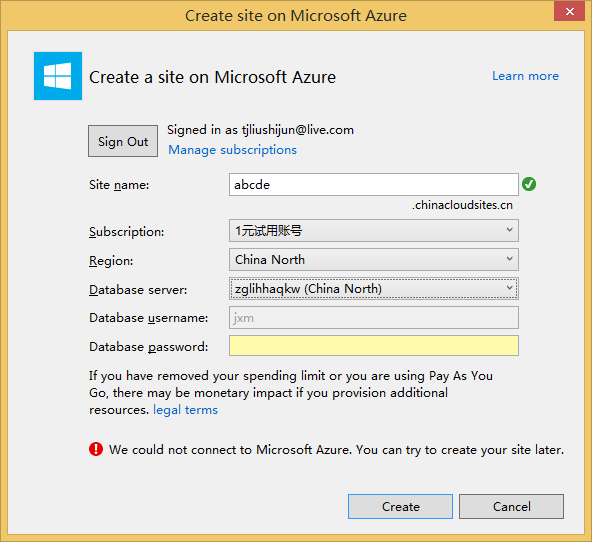 Create site on Microsoft Azure
Create a site on Microsoft Azure
Learn more
Sign Out
Signed in as tjliushijun@live.com
Manage subscriptions
Site name:
abcde
.chinacloudsites.cn
Subscription:
1元试用账号
Region:
China North
Database server:
zglihhaqkw (China North)
Database username:
jxm
Database password:
If you have removed your spending limit or you are using Pay As You
Go, there may be monetary impact if you provision additional
resources. legal terms
We could not connect to Microsoft Azure. You can try to create your site later.
Create
Cancel